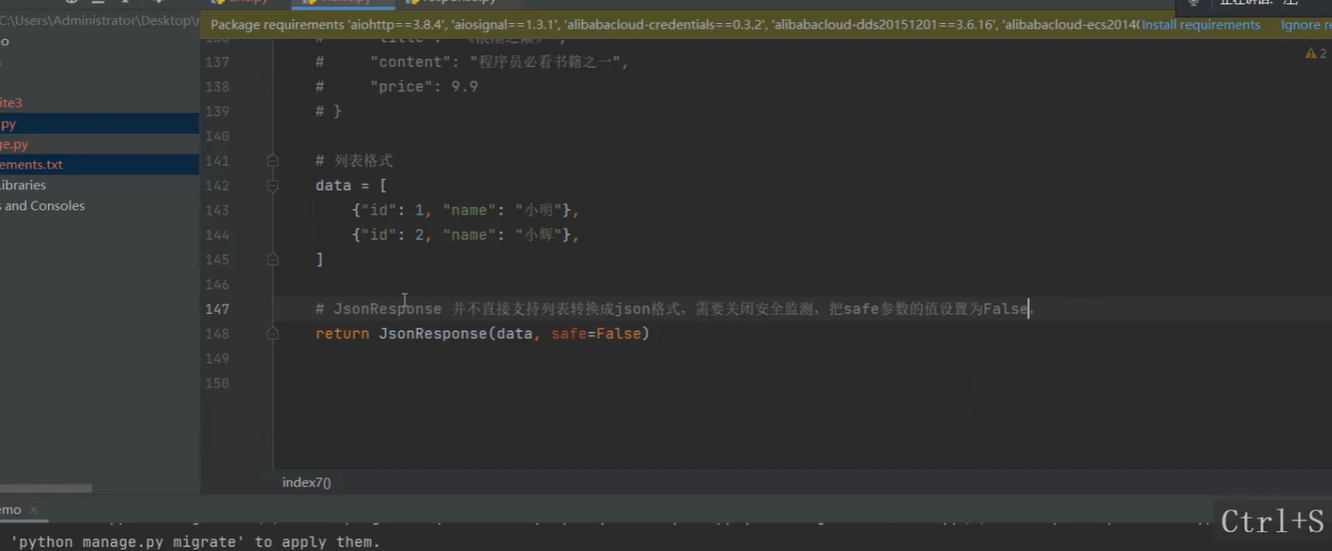 C:\Users\Administrator\Desktop\r
Package requirements 'aiohttp==3.8.4', 'aiosignal==1.3.1', 'alibabacloud-credentials==0.3.2', 'alibabacloud-dds20151201==3.6.16', 'alibabacloud-ecs2014( Install requirements Ignore re
137 # "content": "程序员必看书籍之一",
138 # "price": 9.9
139 # }
140
141 # 列表格式
142 data = [
143 {"id": 1, "name": "小明"},
144 {"id": 2, "name": "小辉"},
145 ]
146
147 # JsonResponse 并不直接支持列表转换成json格式，需要关闭安全监测，把safe参数的值设置为False，
148 return JsonResponse(data, safe=False)
149
150
2
o
ite3
.py
ge.py
ements.txt
Libraries
s and Consoles
index7()
emo
Ctrl+S
'python manage.py migrate' to apply them.